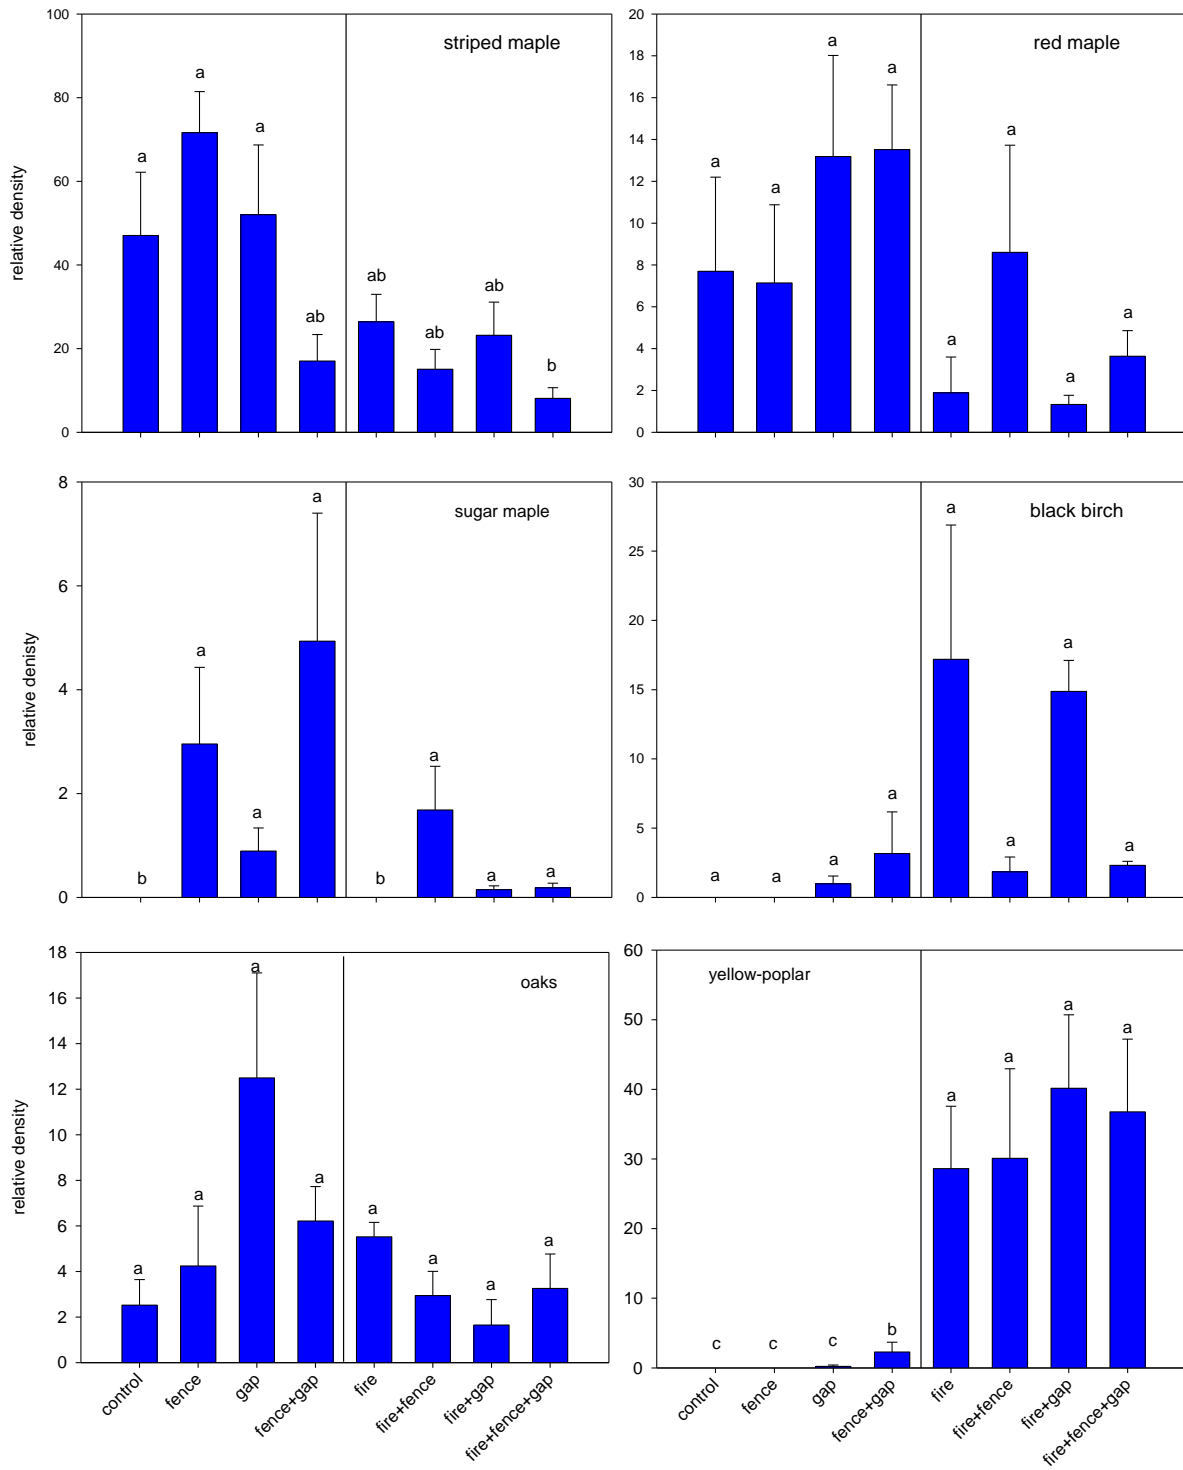 100
80
60
40
20
0
relative density
striped maple
a
a
a
ab
ab
ab
ab
b
20
18
16
14
12
10
8
6
4
2
0
red maple
a
a
a
a
a
a
a
a
8
6
4
2
0
relative denisty
sugar maple
b
a
a
a
b
a
a
a
30
25
20
15
10
5
0
black birch
a
a
a
a
a
a
a
a
18
16
14
12
10
8
6
4
2
0
relative density
oaks
a
a
a
a
a
a
a
a
control
fence
gap
fence+gap
fire
fire+fence
fire+gap
fire+fence+gap
60
50
40
30
20
10
0
yellow-poplar
c
c
c
b
a
a
a
a
control
fence
gap
fence+gap
fire
fire+fence
fire+gap
fire+fence+gap